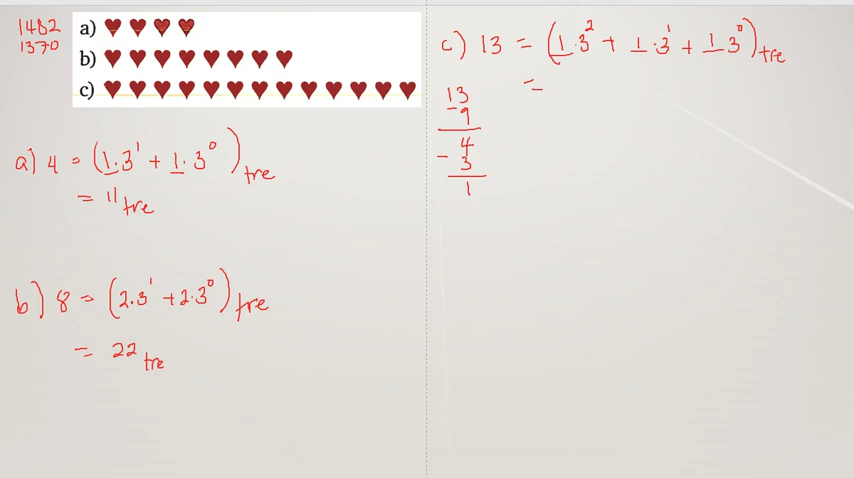 1482
1370
a)
b)
c)
a) 4 = (1·3¹ + 1·3⁰)tre
= 11tre
b) 8 = (2·3¹ + 2·3⁰)tre
= 22tre
c) 13 = (1·3² + 1·3¹ + 1·3⁰)tre
=
13
- 9
4
- 3
1